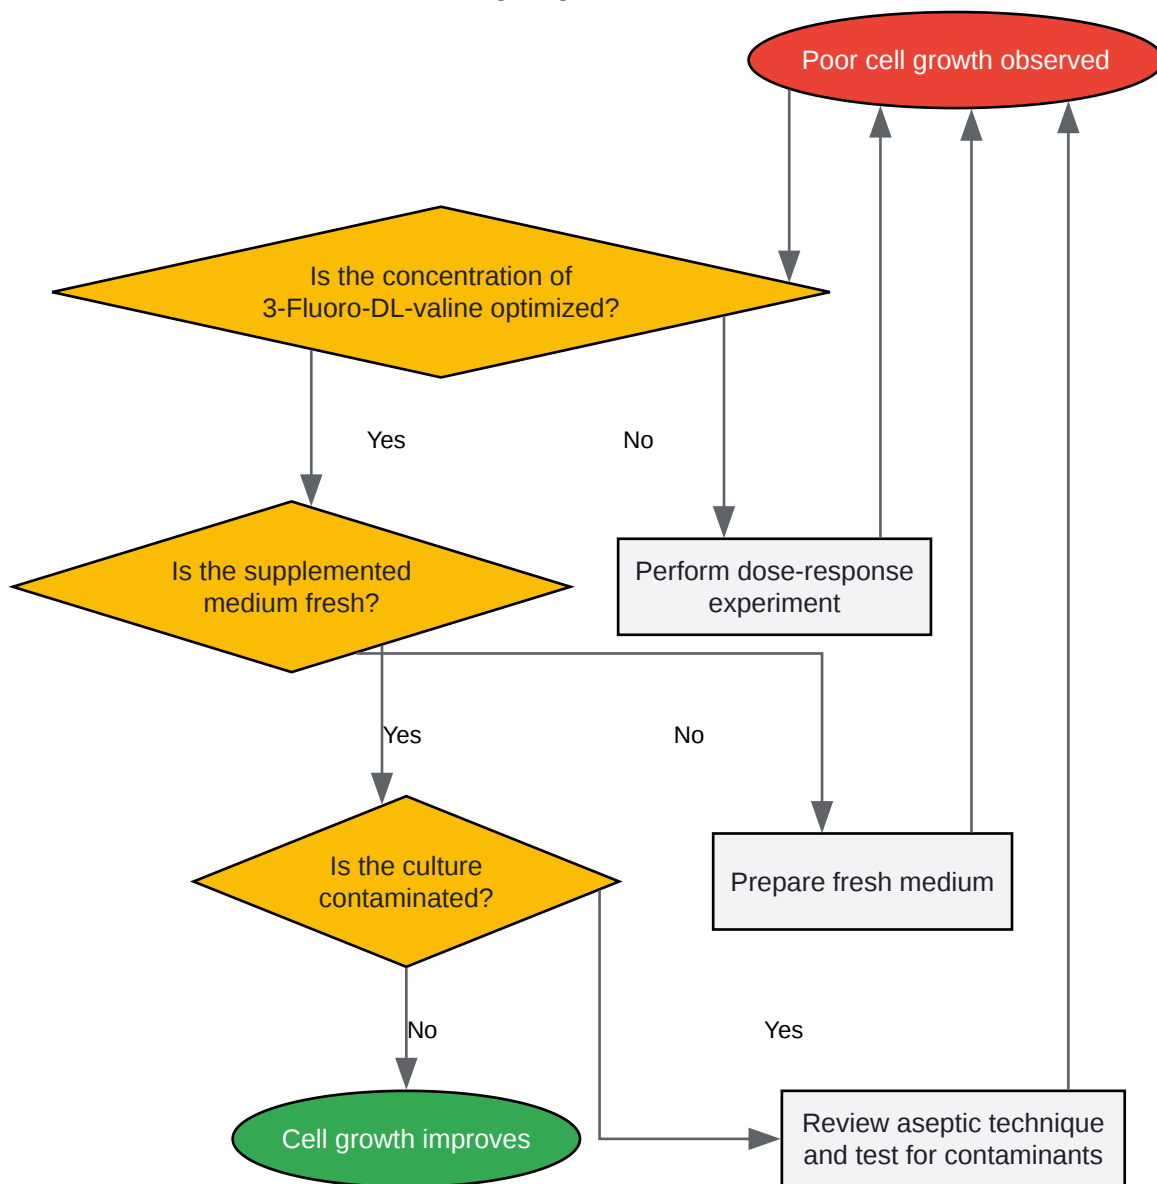 Poor cell growth observed
Is the concentration of
3-Fluoro-DL-valine optimized?
Yes
No
Is the supplemented
medium fresh?
Perform dose-response
experiment
Yes
No
Is the culture
contaminated?
Prepare fresh medium
No
Yes
Cell growth improves
Review aseptic technique
and test for contaminants